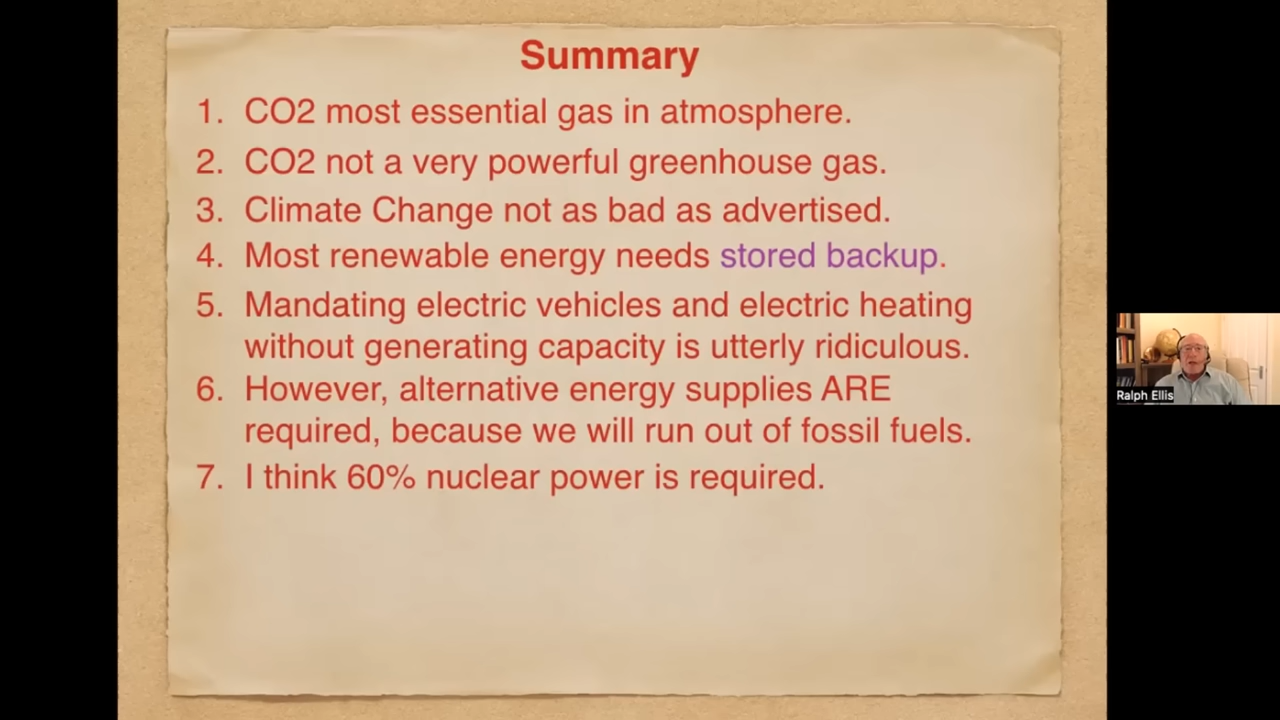 Summary
1. CO2 most essential gas in atmosphere.
2. CO2 not a very powerful greenhouse gas.
3. Climate Change not as bad as advertised.
4. Most renewable energy needs stored backup.
5. Mandating electric vehicles and electric heating
without generating capacity is utterly ridiculous.
6. However, alternative energy supplies ARE
required, because we will run out of fossil fuels.
7. I think 60% nuclear power is required.
Ralph Ellis